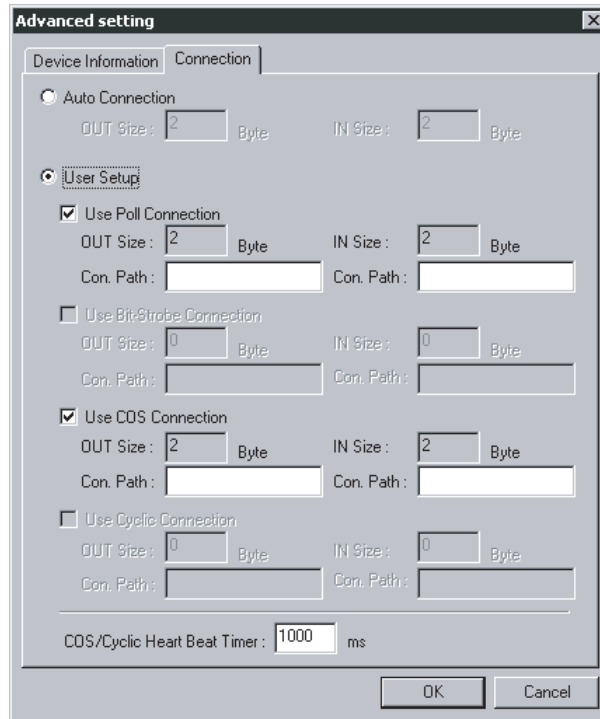 Advanced setting
Device Information Connection
Auto Connection
OUT Size : 2 Byte IN Size : 2 Byte
User Setup
Use Poll Connection
OUT Size : 2 Byte IN Size : 2 Byte
Con. Path : Con. Path :
Use Bit-Strobe Connection
OUT Size : 0 Byte IN Size : 0 Byte
Con. Path : Con. Path :
Use COS Connection
OUT Size : 2 Byte IN Size : 2 Byte
Con. Path : Con. Path :
Use Cyclic Connection
OUT Size : 0 Byte IN Size : 0 Byte
Con. Path : Con. Path :
COS/Cyclic Heart Beat Timer : 1000 ms
OK Cancel